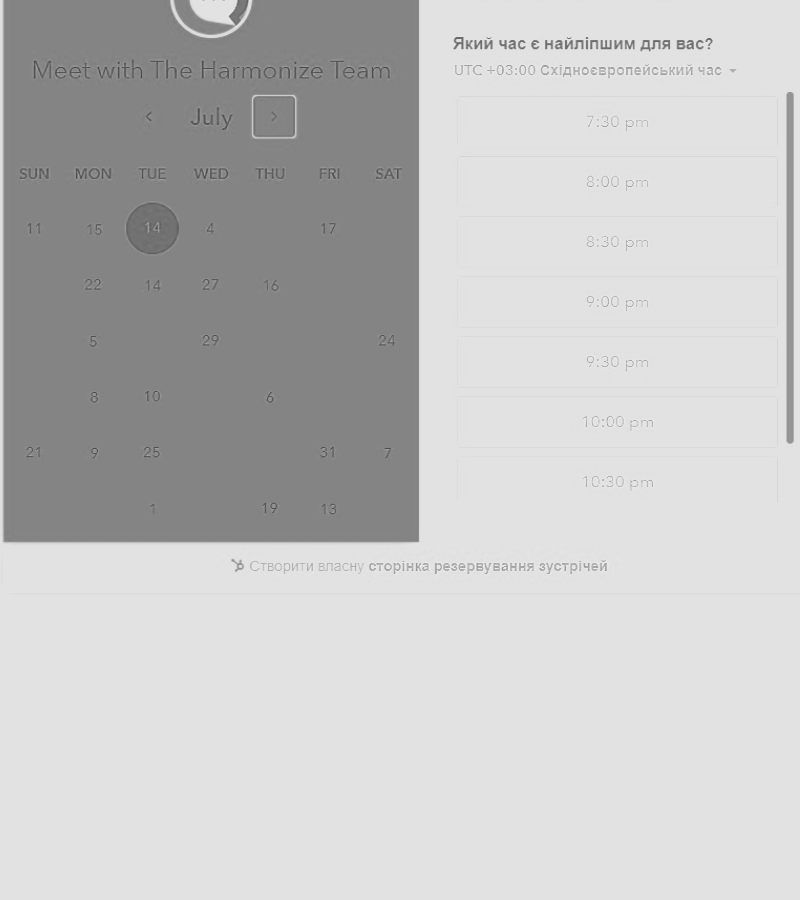 Meet with The Harmonize Team
July
SUN MON TUE WED THU FRI SAT
11 15 14 4 17
22 14 27 16
5 29 24
8 10 6
21 9 25 31 7
1 19 13
Який час є найліпшим для вас?
UTC +03:00 Східноєвропейський час
7:30 pm
8:00 pm
8:30 pm
9:00 pm
9:30 pm
10:00 pm
10:30 pm
Створити власну сторінка резервування зустрічей